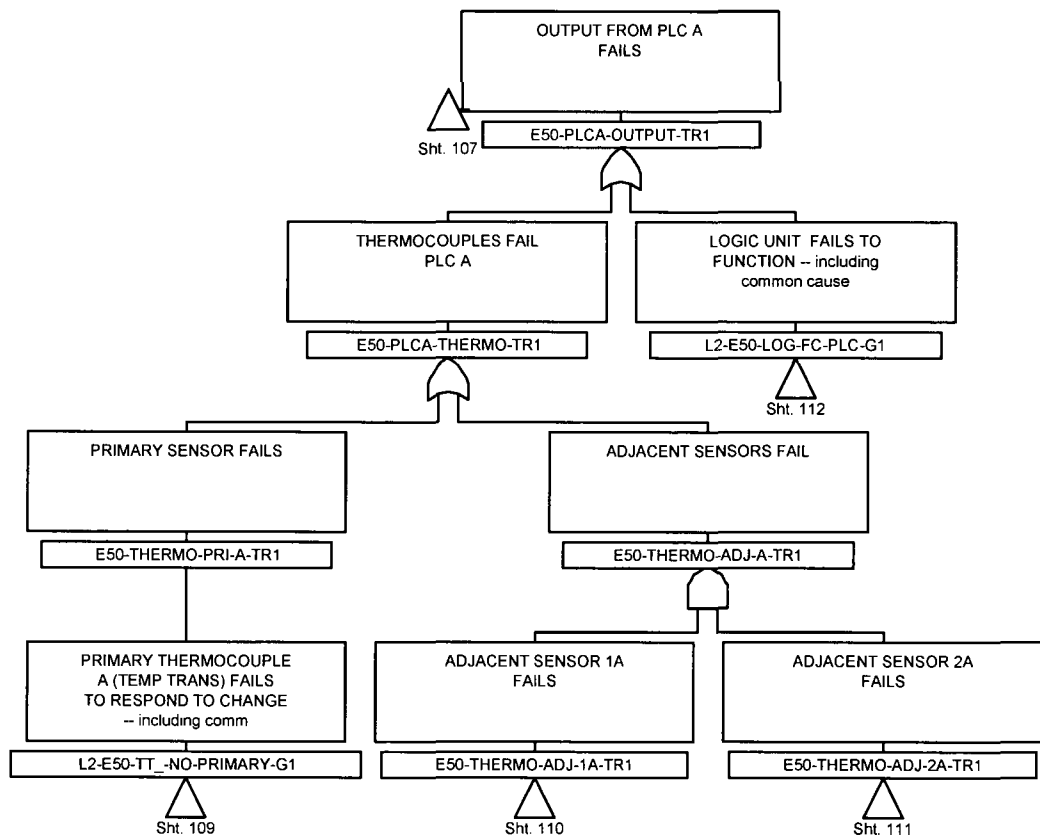 OUTPUT FROM PLC A
FAILS
Sht. 107
E50-PLCA-OUTPUT-TR1
THERMOCOUPLES FAIL
PLC A
LOGIC UNIT FAILS TO
FUNCTION -- including
common cause
E50-PLCA-THERMO-TR1
L2-E50-LOG-FC-PLC-G1
Sht. 112
PRIMARY SENSOR FAILS
ADJACENT SENSORS FAIL
E50-THERMO-PRI-A-TR1
E50-THERMO-ADJ-A-TR1
PRIMARY THERMOCOUPLE
A (TEMP TRANS) FAILS
TO RESPOND TO CHANGE
-- including comm
ADJACENT SENSOR 1A
FAILS
ADJACENT SENSOR 2A
FAILS
L2-E50-TT_-NO-PRIMARY-G1
E50-THERMO-ADJ-1A-TR1
E50-THERMO-ADJ-2A-TR1
Sht. 109
Sht. 110
Sht. 111